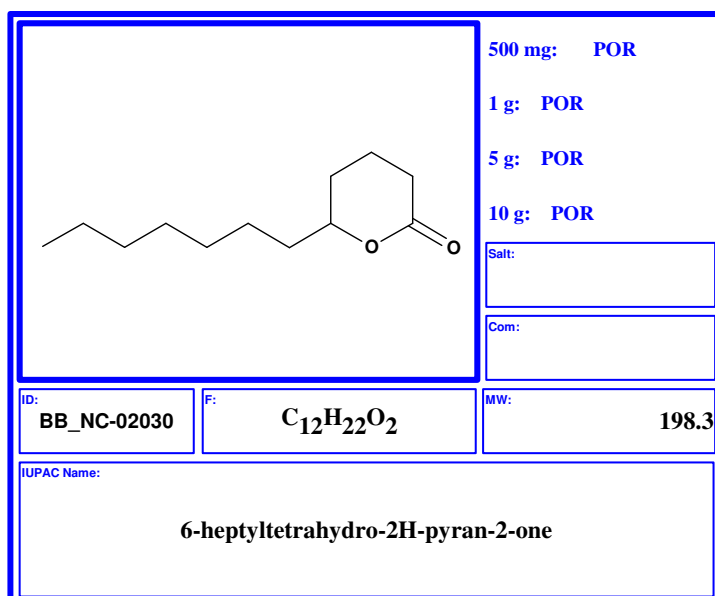 500 mg: POR
1 g: POR
5 g: POR
10 g: POR
O
O
Salt:
Com:
ID:
BB_NC-02030
F:
C12H22O2
MW:
198.3
IUPAC Name:
6-heptyltetrahydro-2H-pyran-2-one